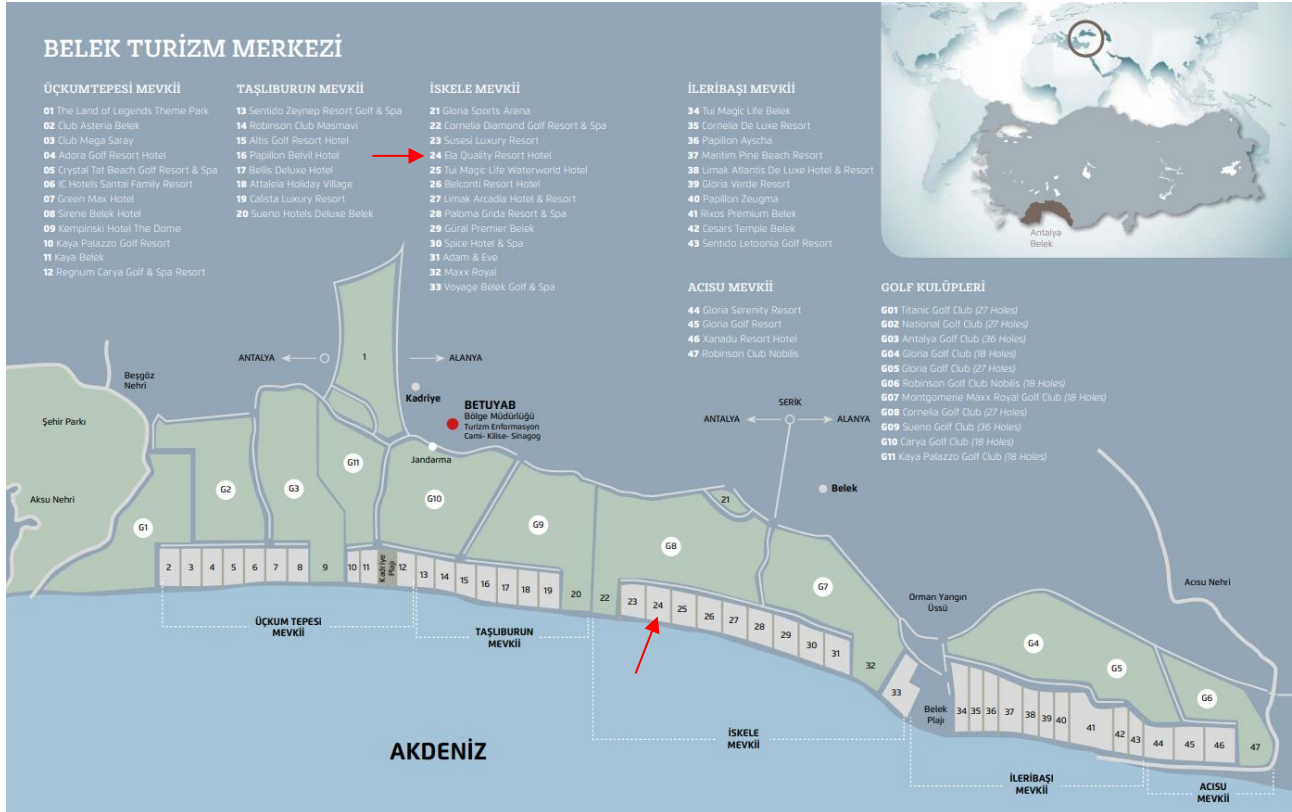 BELEK TURİZM MERKEZİ
ÜÇKUMTEPESİ MEVKİİ
01 The Land of Legends Theme Park
02 Club Asteria Belek
03 Club Mega Saray
04 Adora Golf Resort Hotel
05 Crystal Tat Beach Golf Resort & Spa
06 IC Hotels Santai Family Resort
07 Green Max Hotel
08 Sirene Belek Hotel
09 Kempinski Hotel The Dome
10 Kaya Palazzo Golf Resort
11 Kaya Belek
12 Regnum Carya Golf & Spa Resort
TAŞLIBURUN MEVKİİ
13 Sentido Zeynep Resort Golf & Spa
14 Robinson Club Masmavi
15 Altis Golf Resort Hotel
16 Papillon Belvil Hotel
17 Bellis Deluxe Hotel
18 Attaleia Holiday Village
19 Calista Luxury Resort
20 Sueno Hotels Deluxe Belek
İSKELE MEVKİİ
21 Gloria Sports Arena
22 Cornelia Diamond Golf Resort & Spa
23 Susesi Luxury Resort
24 Ela Quality Resort Hotel
25 Tui Magic Life Waterworld Hotel
26 Belconti Resort Hotel
27 Limak Arcadia Hotel & Resort
28 Paloma Grida Resort & Spa
29 Güral Premier Belek
30 Spice Hotel & Spa
31 Adam & Eve
32 Maxx Royal
33 Voyage Belek Golf & Spa
İLERİBAŞI MEVKİİ
34 Tui Magic Life Belek
35 Cornelia De Luxe Resort
36 Papillon Ayscha
37 Maritim Pine Beach Resort
38 Limak Atlantis De Luxe Hotel & Resort
39 Gloria Verde Resort
40 Papillon Zeugma
41 Rixos Premium Belek
42 Cesars Temple Belek
43 Sentido Letoonia Golf Resort
ACISU MEVKİİ
44 Gloria Serenity Resort
45 Gloria Golf Resort
46 Xanadu Resort Hotel
47 Robinson Club Nobilis
GOLF KULÜPLERİ
G01 Titanic Golf Club (27 Holes)
G02 National Golf Club (27 Holes)
G03 Antalya Golf Club (36 Holes)
G04 Gloria Golf Club (18 Holes)
G05 Gloria Golf Club (27 Holes)
G06 Robinson Golf Club Nobilis (18 Holes)
G07 Montgomerie Maxx Royal Golf Club (18 Holes)
G08 Cornelia Golf Club (27 Holes)
G09 Sueno Golf Club (36 Holes)
G10 Carya Golf Club (18 Holes)
G11 Kaya Palazzo Golf Club (18 Holes)
Antalya
Belek
ANTALYA
1
ALANYA
Beşgöz
Nehri
Kadriye
BETUYAB
Bölge Müdürlüğü
Turizm Enformasyon
Cami- Kilise- Sinagog
Jandarma
SERİK
ANTALYA
ALANYA
Şehir Parkı
Aksu Nehri
Belek
21
G1
G2
G3
G11
G10
G9
G8
G7
Orman Yangın
Üssü
Acısu Nehri
G4
G5
G6
2
3
4
5
6
7
8
9
10
11
Kadriye
Plajı
12
13
14
15
16
17
18
19
20
22
23
24
25
26
27
28
29
30
31
32
33
Belek
Plajı
34
35
36
37
38
39
40
41
42
43
44
45
46
47
ÜÇKUM TEPESİ
MEVKİİ
TAŞLIBURUN
MEVKİİ
İSKELE
MEVKİİ
İLERİBAŞI
MEVKİİ
ACISU
MEVKİİ
AKDENİZ